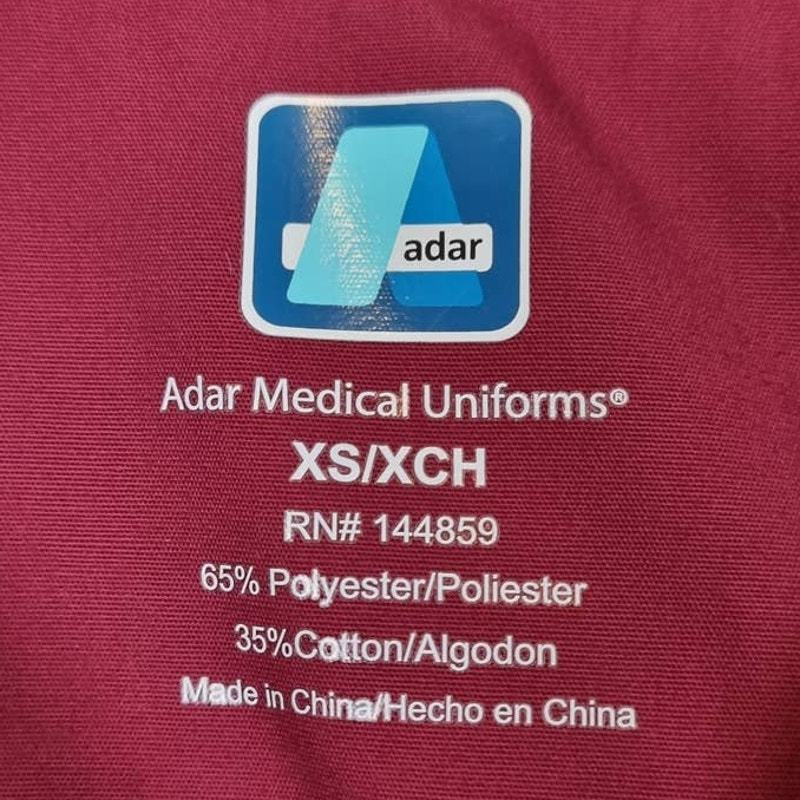 adar
Adar Medical Uniforms®
XS/XCH
RN# 144859
65% Polyester/Poliester
35%Cotton/Algodon
Made in China/Hecho en China